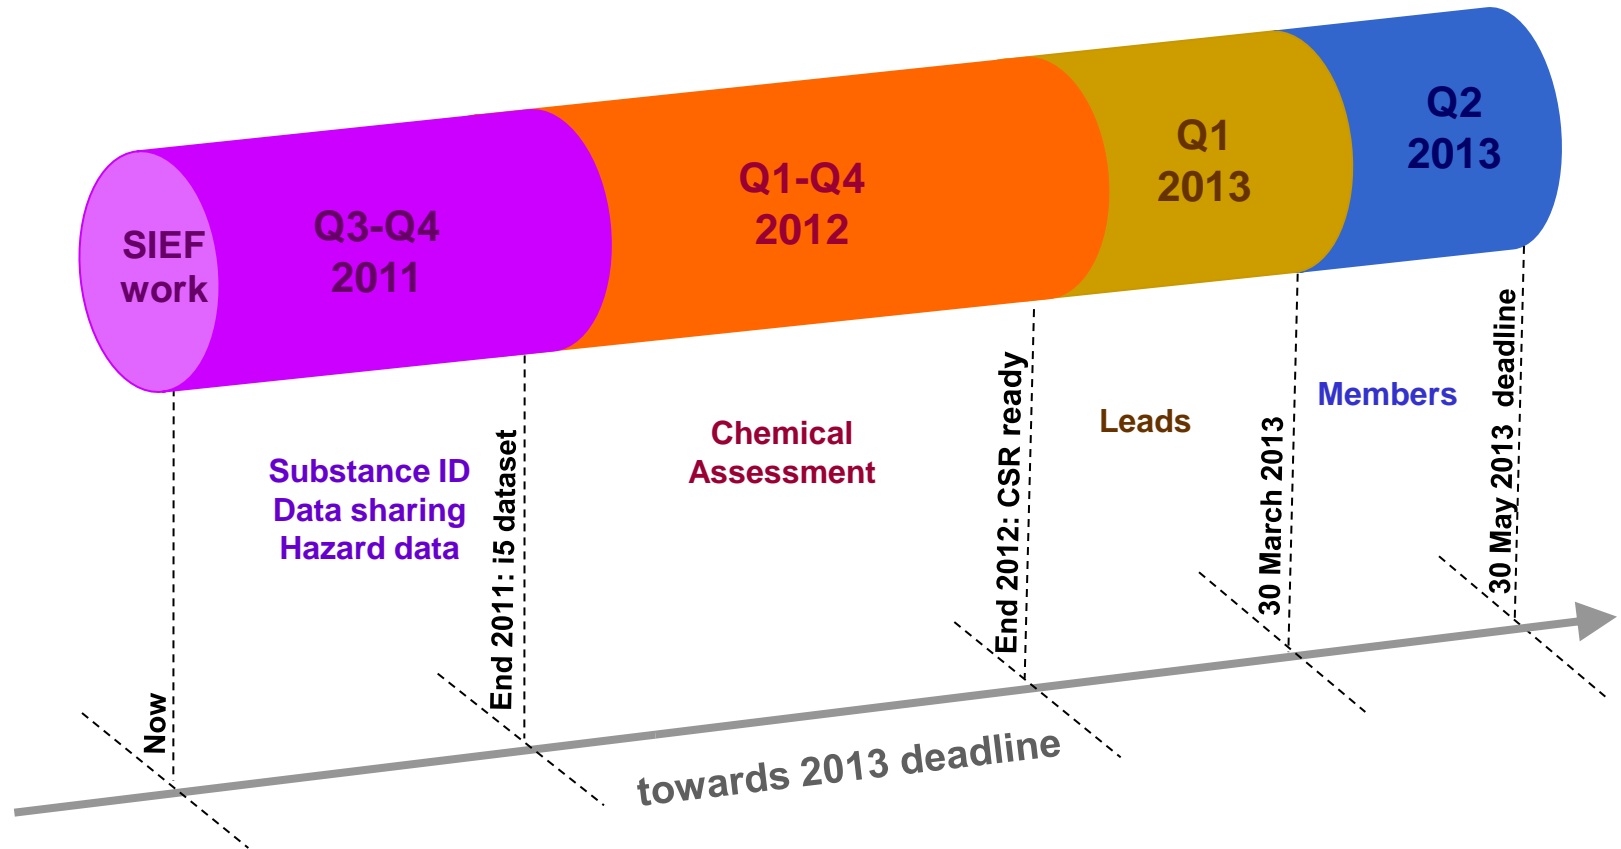 SIEF
work
Q3-Q4
2011
Q1-Q4
2012
Q1
2013
Q2
2013
Substance ID
Data sharing
Hazard data
Chemical
Assessment
Leads
Members
Now
End 2011: i5 dataset
End 2012: CSR ready
30 March 2013
30 May 2013 deadline
towards 2013 deadline